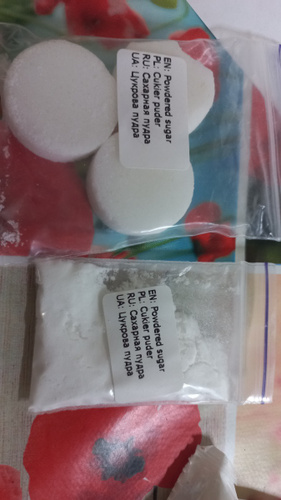 EN: Powdered sugar
PL: Cukier puder
RU: Сахарная пудра
UA: Цукрова пудра
EN: Powdered sugar
PL: Cukier puder
RU: Сахарная пудра
UA: Цукрова пудра